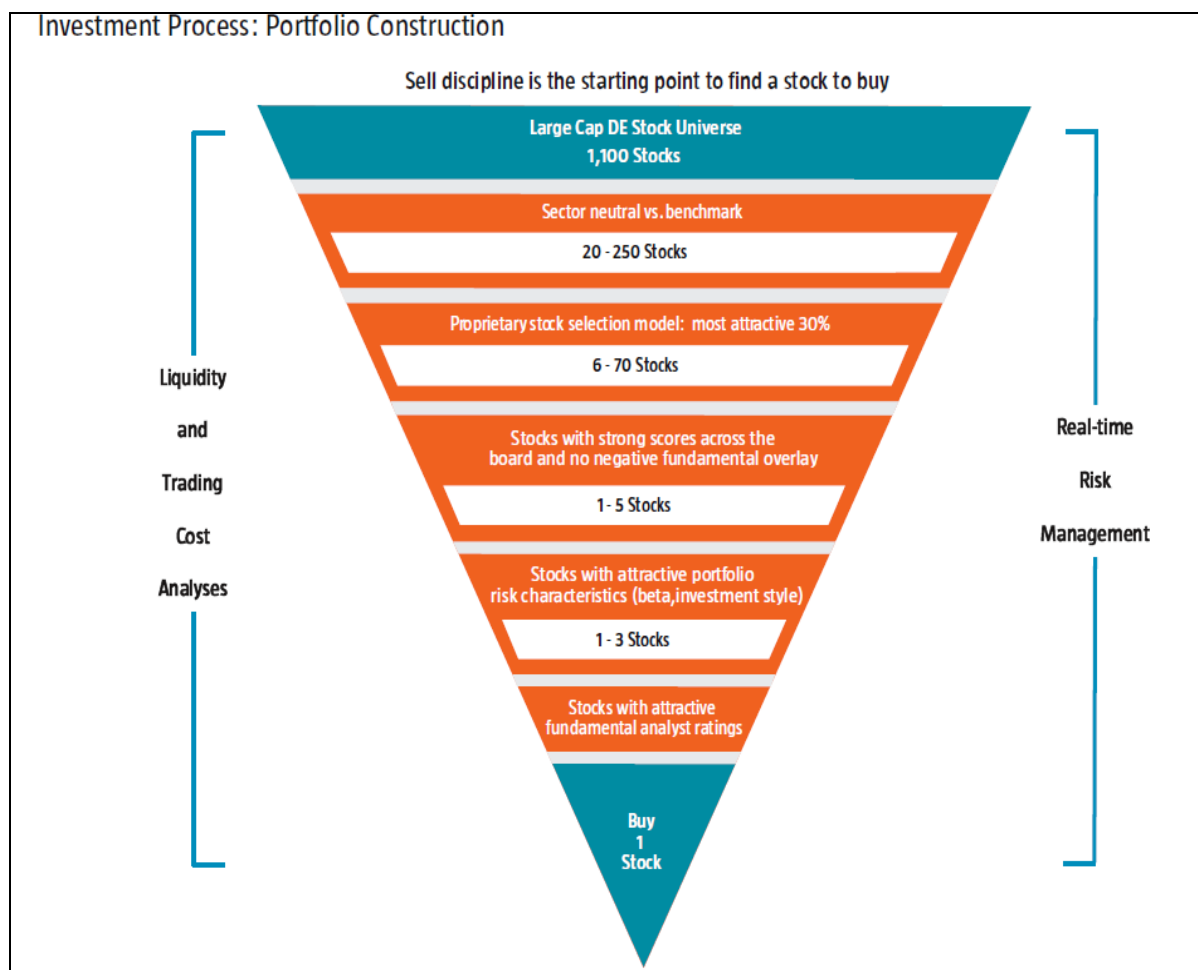 Investment Process: Portfolio Construction
Sell discipline is the starting point to find a stock to buy
Large Cap DE Stock Universe
1,100 Stocks
Sector neutral vs. benchmark
20 - 250 Stocks
Proprietary stock selection model: most attractive 30%
6 - 70 Stocks
Stocks with strong scores across the
board and no negative fundamental overlay
1 - 5 Stocks
Stocks with attractive portfolio
risk characteristics (beta,investment style)
1 - 3 Stocks
Stocks with attractive
fundamental analyst ratings
Buy
1
Stock
Liquidity
and
Trading
Cost
Analyses
Real-time
Risk
Management